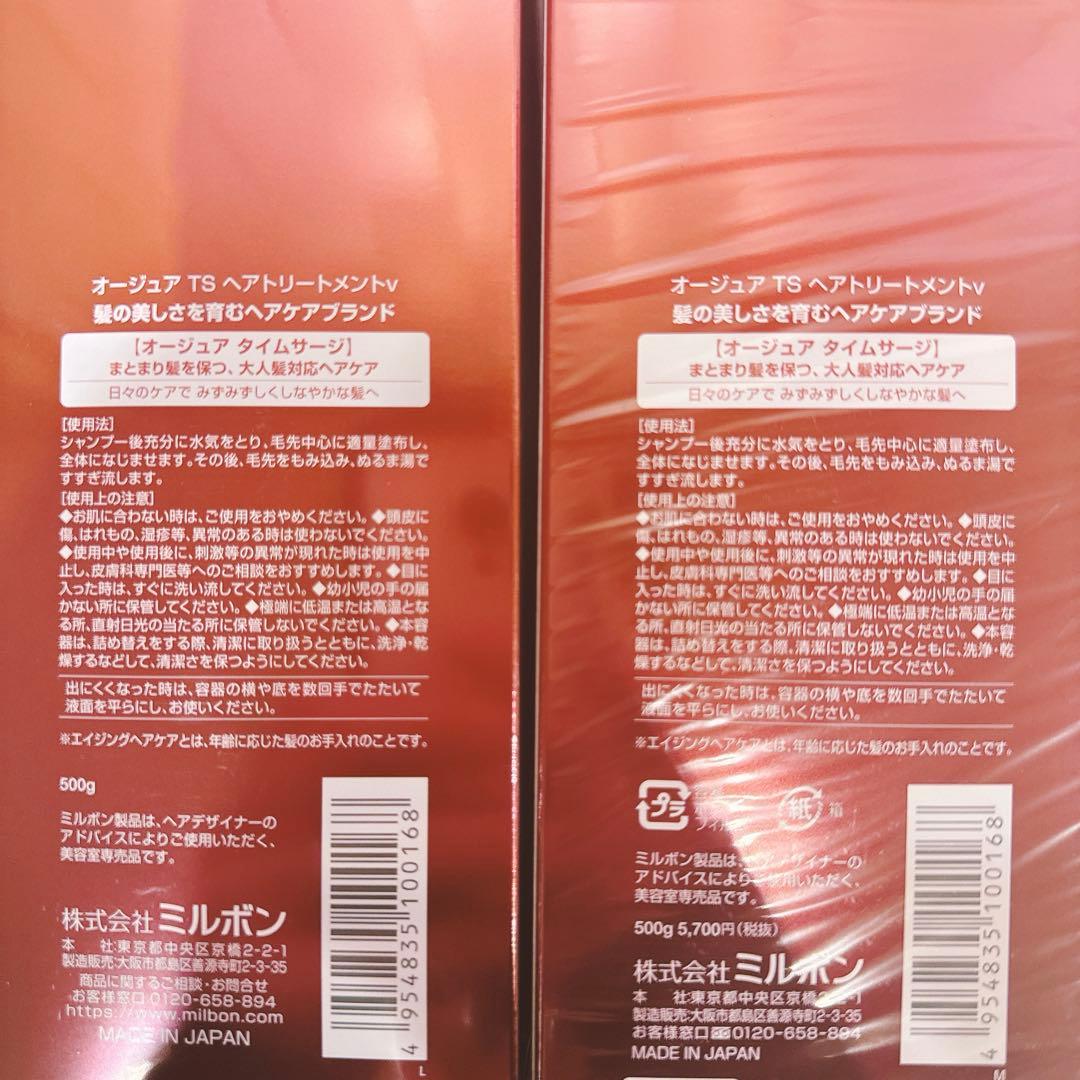 オージュア TS ヘアトリートメントv
髪の美しさを育むヘアケアブランド
【オージュア タイムサージ】
まとまり髪を保つ、大人髪対応ヘアケア
日々のケアで みずみずしくしなやかな髪へ
[使用法]
シャンプー後充分に水気をとり、毛先中心に適量塗布し、
全体になじませます。その後、毛先をもみ込み、ぬるま湯で
すすぎ流します。
[使用上の注意]
◆お肌に合わない時は、ご使用をおやめください。◆頭皮に
傷、はれもの、湿疹等、異常のある時は使わないでください。
◆使用中や使用後に、刺激等の異常が現れた時は使用を中
止し、皮膚科専門医等へのご相談をおすすめします。◆目に
入った時は、すぐに洗い流してください。◆幼小児の手の届
かない所に保管してください。◆極端に低温または高温とな
る所、直射日光の当たる所に保管しないでください。◆本容
器は、詰め替えをする際、清潔に取り扱うとともに、洗浄・乾
燥するなどして、清潔さを保つようにしてください。
出にくくなった時は、容器の横や底を数回手でたたいて
液面を平らにし、お使いください。
※エイジングヘアケアとは、年齢に応じた髪のお手入れのことです。
500g
ミルボン製品は、ヘアデザイナーの
アドバイスによりご使用いただく、
美容室専売品です。
株式会社 ミルボン
本 社:東京都中央区京橋2-2-1
製造販売:大阪市都島区善源寺町2-3-35
商品に関するご相談・お問合せ
お客様窓口 0120-658-894
https://www.milbon.com
MADE IN JAPAN
4 954835 100168
L
オージュア TS ヘアトリートメントv
髪の美しさを育むヘアケアブランド
【オージュア タイムサージ】
まとまり髪を保つ、大人髪対応ヘアケア
日々のケアで みずみずしくしなやかな髪へ
[使用法]
シャンプー後充分に水気をとり、毛先中心に適量塗布し、
全体になじませます。その後、毛先をもみ込み、ぬるま湯で
すすぎ流します。
[使用上の注意]
◆お肌に合わない時は、ご使用をおやめください。◆頭皮に
傷、はれもの、湿疹等、異常のある時は使わないでください。
◆使用中や使用後に、刺激等の異常が現れた時は使用を中
止し、皮膚科専門医等へのご相談をおすすめします。◆目に
入った時は、すぐに洗い流してください。◆幼小児の手の届
かない所に保管してください。◆極端に低温または高温とな
る所、直射日光の当たる所に保管しないでください。◆本容
器は、詰め替えをする際、清潔に取り扱うとともに、洗浄・乾
燥するなどして、清潔さを保つようにしてください。
出にくくなった時は、容器の横や底を数回手でたたいて
液面を平らにし、お使いください。
※エイジングヘアケアとは、年齢に応じた髪のお手入れのことです。
プラ
紙 箱
ミルボン製品は、ヘアデザイナーの
アドバイスによりご使用いただく、
美容室専売品です。
500g 5,700円(税抜)
株式会社 ミルボン
本 社:東京都中央区京橋2-2-1
製造販売:大阪市都島区善源寺町2-3-35
お客様窓口 0120-658-894
MADE IN JAPAN
4 954835 100168
M